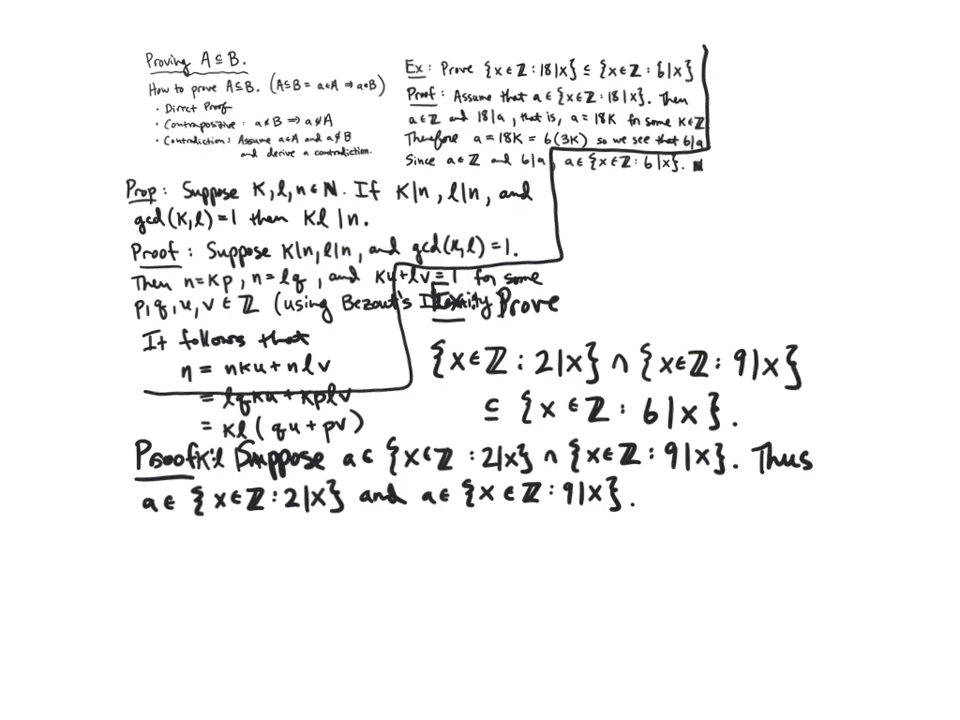 Proving A ⊆ B.
How to prove A ⊆ B. (A ⊆ B = a∈A ⇒ a∈B)
· Direct Proof
· Contrapositive : a∉B ⇒ a∉A
· Contradiction : Assume a∈A and a∉B
and derive a contradiction.
Ex : Prove {x∈ℤ : 18|x} ⊆ {x∈ℤ : 6|x}
Proof : Assume that a ∈ {x∈ℤ : 18|x}. Then
a∈ℤ and 18|a, that is, a = 18K for some K∈ℤ
Therefore a = 18K = 6(3K) so we see that 6|a
Since a∈ℤ and 6|a, a∈{x∈ℤ : 6|x}.
Prop : Suppose K, l, n ∈ ℕ. If K|n, l|n, and
gcd(K, l) = 1 then Kl |n.
Proof : Suppose K|n, l|n, and gcd(K, l) = 1.
Then n = Kp, n = lq, and Ku + lv = 1 for some
p, q, u, v ∈ ℤ (using Bezout's Identity
It follows that
n = nku + nlv
= lqku + kplv
= Kl( qu + pv)
Ex: Prove
{x∈ℤ : 2|x} ∩ {x∈ℤ : 9|x}
⊆ {x ∈ℤ : 6|x}.
Proof : Suppose a ∈ {x∈ℤ : 2|x} ∩ {x∈ℤ : 9|x}. Thus
a∈ {x∈ℤ : 2|x} and a∈ {x ∈ℤ : 9|x}.